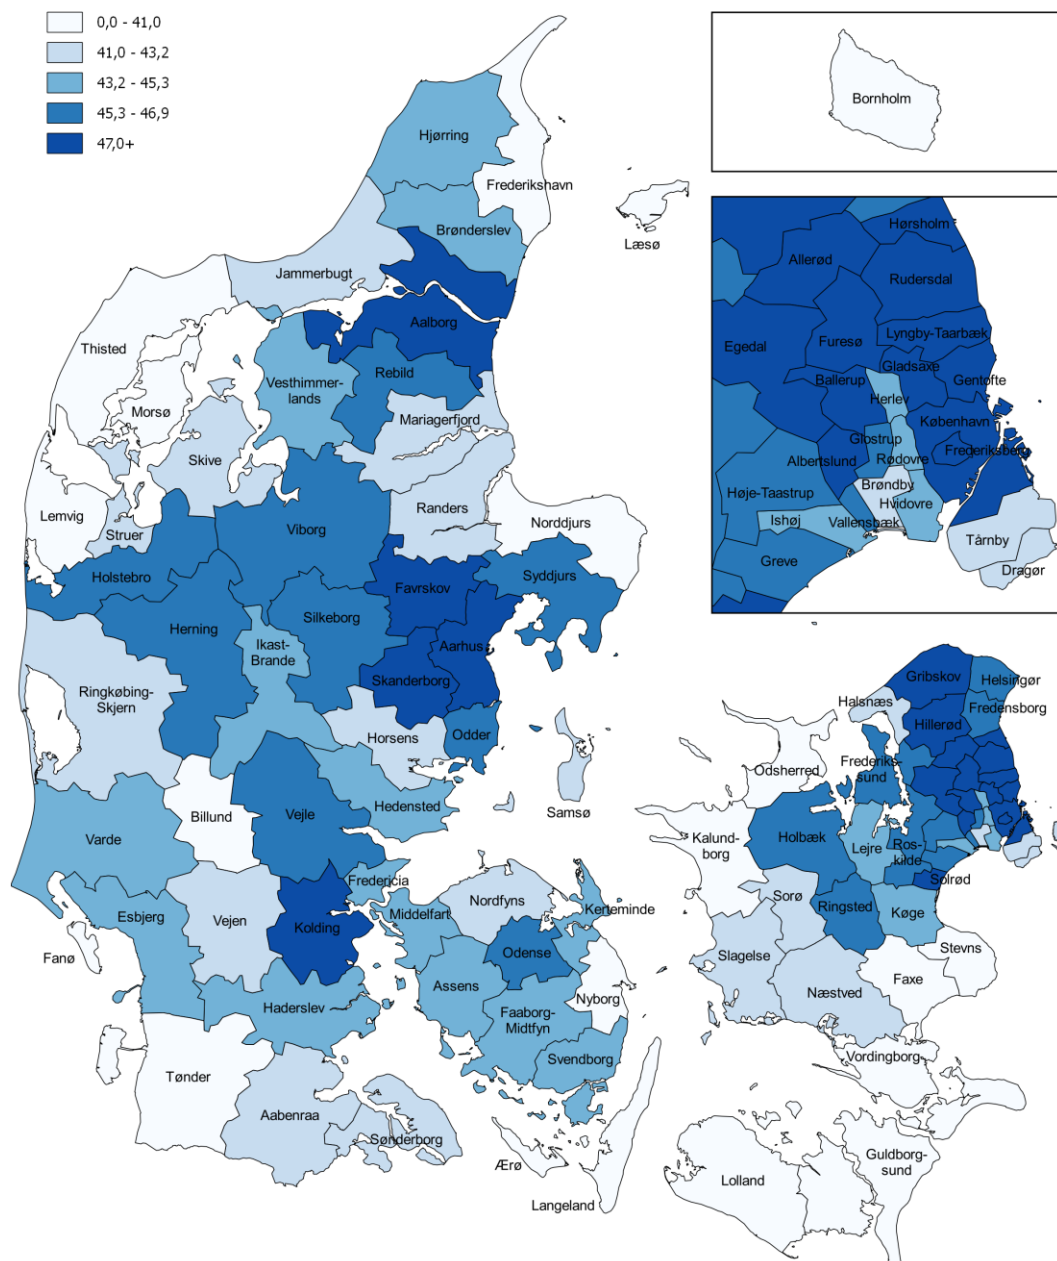 0,0 - 41,0
41,0 - 43,2
43,2 - 45,3
45,3 - 46,9
47,0+
Bornholm
Hjørring
Frederikshavn
Brønderslev
Læsø
Jammerbugt
Aalborg
Thisted
Vesthimmer-
lands
Rebild
Morsø
Mariagerfjord
Skive
Lemvig
Struer
Viborg
Randers
Norddjurs
Holstebro
Favrskov
Syddjurs
Herning
Silkeborg
Ikast-
Brande
Aarhus
Skanderborg
Ringkøbing-
Skjern
Horsens
Odder
Samsø
Hedensted
Billund
Vejle
Varde
Fredericia
Esbjerg
Vejen
Kolding
Middelfart
Nordfyns
Kerteminde
Fanø
Odense
Assens
Nyborg
Haderslev
Faaborg-
Midtfyn
Svendborg
Tønder
Aabenraa
Sønderborg
Ærø
Langeland
Hørsholm
Allerød
Rudersdal
Egedal
Furesø
Lyngby-Taarbæk
Gladsaxe
Ballerup
Gentofte
Herlev
København
Glostrup
Frederiksberg
Rødovre
Albertslund
Brøndby
Høje-Taastrup
Hvidovre
Ishøj
Vallensbæk
Tårnby
Greve
Dragør
Gribskov
Helsingør
Halsnæs
Fredensborg
Hillerød
Odsherred
Frederiks-
sund
Kalund-
borg
Holbæk
Lejre
Ros-
kilde
Solrød
Sorø
Ringsted
Køge
Stevns
Slagelse
Næstved
Faxe
Vordingborg
Guldborg-
sund
Lolland